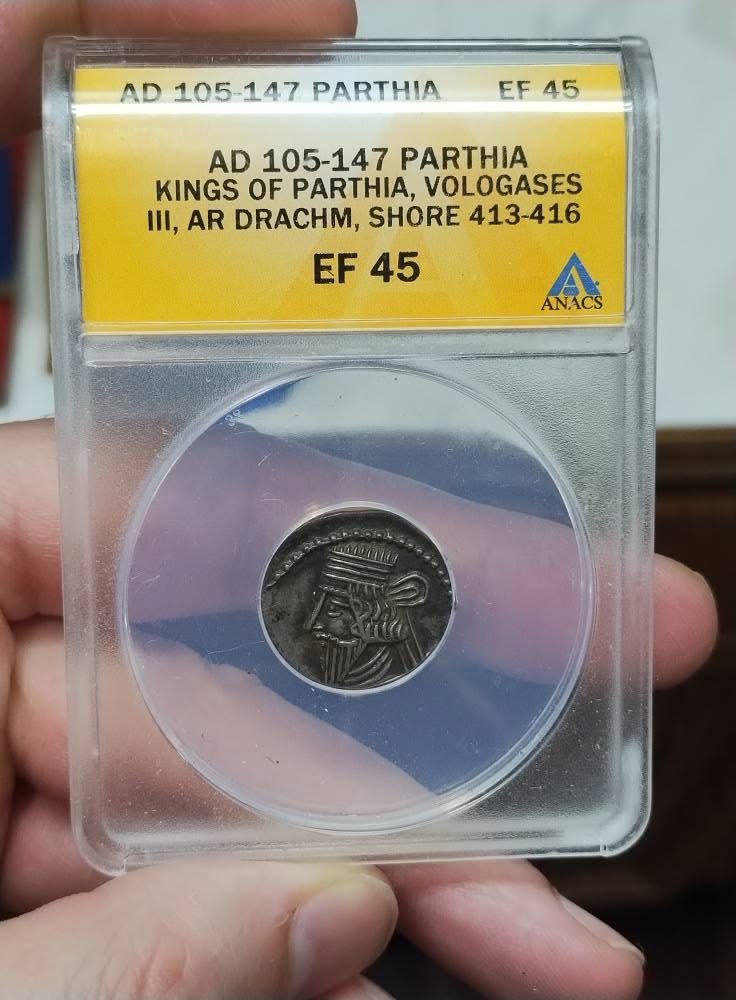 AD 105-147 PARTHIA EF 45
AD 105-147 PARTHIA
KINGS OF PARTHIA, VOLOGASES
III, AR DRACHM, SHORE 413-416
EF 45
ANACS